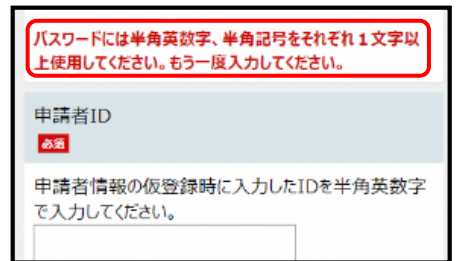 パスワードには半角英数字、半角記号をそれぞれ１文字以
上使用してください。もう一度入力してください。
申請者ID
必須
申請者情報の仮登録時に入力したIDを半角英数字
で入力してください。